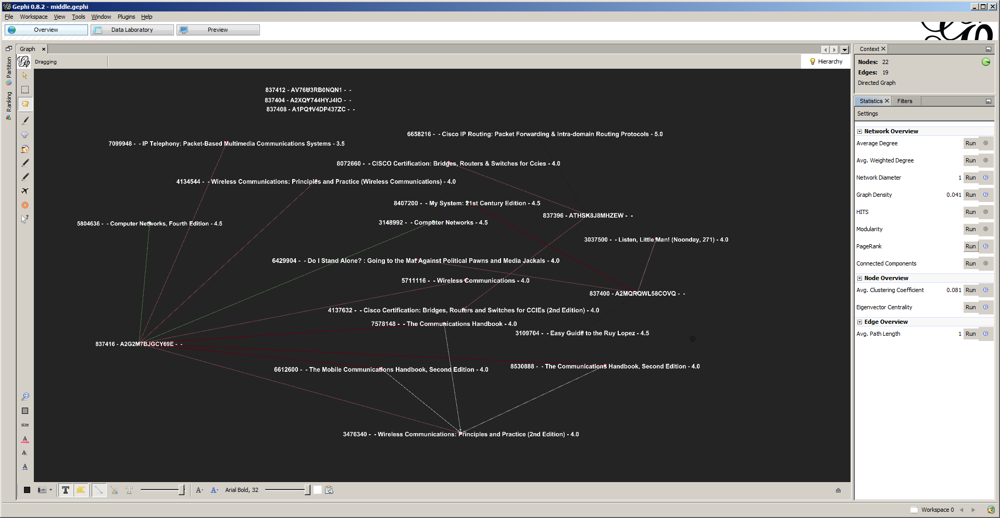 Gephi 0.8.2 - middle.gephi
File Workspace View Tools Window Plugins Help
Overview Data Laboratory Preview
Graph
Dragging
Hierarchy
Partition
Ranking
837412 - AV76U3RB0NQN1 - -
837404 - A2XQY744HYJ4IO - -
837408 - A1PQ1V4DP437ZC - -
6658216 - - Cisco IP Routing: Packet Forwarding & Intra-domain Routing Protocols - 5.0
7099948 - - IP Telephony: Packet-Based Multimedia Communications Systems - 3.5
8072660 - - CISCO Certification: Bridges, Routers & Switches for Ccies - 4.0
4134544 - - Wireless Communications: Principles and Practice (Wireless Communications) - 4.0
8407200 - - My System: 21st Century Edition - 4.5
837396 - ATHSK8J8MHZEW - -
5804636 - - Computer Networks, Fourth Edition - 4.5
3148992 - - Computer Networks - 4.5
3037500 - - Listen, Little Man! (Noonday, 271) - 4.0
6429904 - - Do I Stand Alone? : Going to the Mat Against Political Pawns and Media Jackals - 4.0
5711116 - - Wireless Communications - 4.0
837400 - A2MQRQWL58COVQ - -
4137632 - - Cisco Certification: Bridges, Routers and Switches for CCIEs (2nd Edition) - 4.0
7578148 - - The Communications Handbook - 4.0
3109704 - - Easy Guide to the Ruy Lopez - 4.5
837416 - A2G2M7BJGCY69E - -
8530888 - - The Communications Handbook, Second Edition - 4.0
6612600 - - The Mobile Communications Handbook, Second Edition - 4.0
3476340 - - Wireless Communications: Principles and Practice (2nd Edition) - 4.0
size
Arial Bold, 32
Context
Nodes: 22
Edges: 19
Directed Graph
Statistics Filters
Settings
Network Overview
Average Degree Run
Avg. Weighted Degree Run
Network Diameter 1 Run
Graph Density 0.041 Run
HITS Run
Modularity Run
PageRank Run
Connected Components Run
Node Overview
Avg. Clustering Coefficient 0.081 Run
Eigenvector Centrality Run
Edge Overview
Avg. Path Length 1 Run
Workspace 0